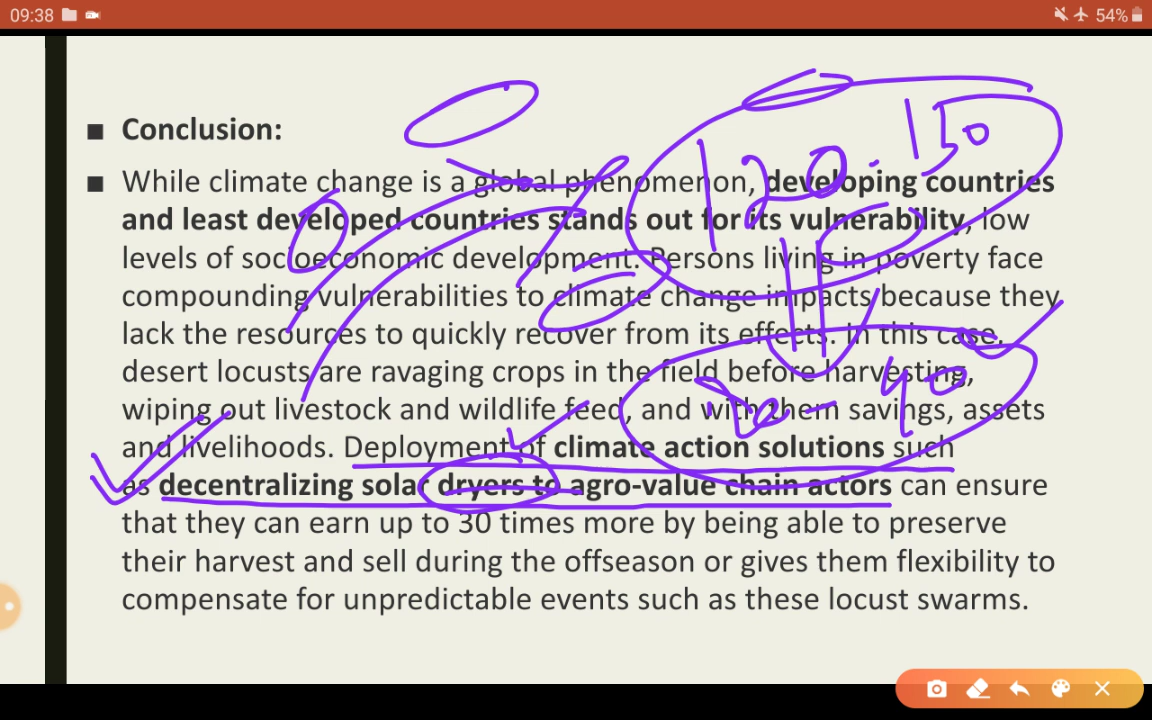 09:38
54%
■ Conclusion:
■ While climate change is a global phenomenon, developing countries
and least developed countries stands out for its vulnerability, low
levels of socioeconomic development. Persons living in poverty face
compounding vulnerabilities to climate change impacts because they
lack the resources to quickly recover from its effects. In this case,
desert locusts are ravaging crops in the field before harvesting,
wiping out livestock and wildlife feed, and with them savings, assets
and livelihoods. Deployment of climate action solutions such
as decentralizing solar dryers to agro-value chain actors can ensure
that they can earn up to 30 times more by being able to preserve
their harvest and sell during the offseason or gives them flexibility to
compensate for unpredictable events such as these locust swarms.
120 - 150
40